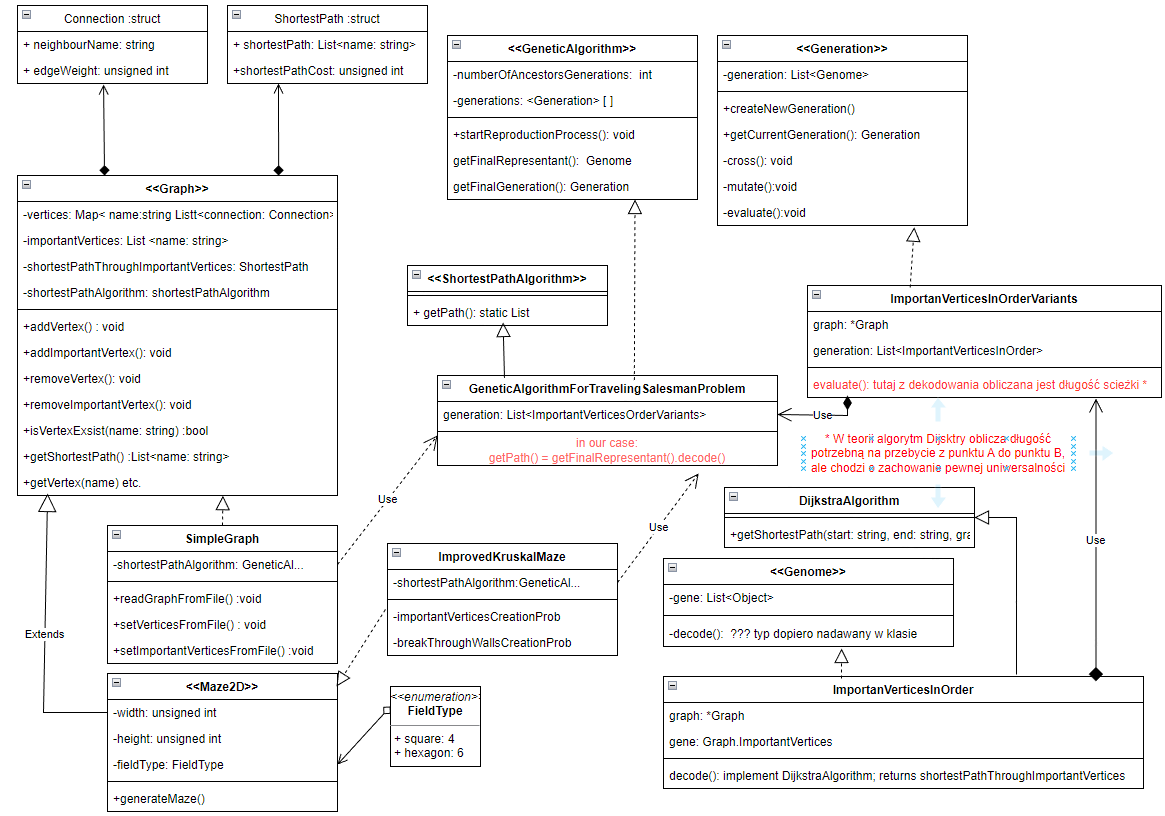 Connection :struct
+ neighbourName: string
+ edgeWeight: unsigned int
ShortestPath :struct
+ shortestPath: List<name: string>
+shortestPathCost: unsigned int
<<GeneticAlgorithm>>
-numberOfAncestorsGenerations:  int
-generations: <Generation> [ ]
+startReproductionProcess(): void
getFinalRepresentant():  Genome
getFinalGeneration(): Generation
<<Generation>>
-generation: List<Genome>
+createNewGeneration()
+getCurrentGeneration(): Generation
-cross(): void
-mutate():void
-evaluate():void
<<Graph>>
-vertices: Map< name:string Listt<connection: Connection>
-importantVertices: List <name: string>
-shortestPathThroughImportantVertices: ShortestPath
-shortestPathAlgorithm: shortestPathAlgorithm
+addVertex() : void
+addImportantVertex(): void
+removeVertex(): void
+removeImportantVertex(): void
+isVertexExsist(name: string) :bool
+getShortestPath() :List<name: string>
+getVertex(name) etc.
<<ShortestPathAlgorithm>>
+ getPath(): static List
ImportanVerticesInOrderVariants
graph: *Graph
generation: List<ImportantVerticesInOrder>
evaluate(): tutaj z dekodowania obliczana jest długość scieżki *
GeneticAlgorithmForTravelingSalesmanProblem
generation: List<ImportantVerticesOrderVariants>
in our case:
getPath() = getFinalRepresentant().decode()
Use
* W teorii algorytm Dijsktry oblicza długość
potrzebną na przebycie z punktu A do punktu B,
ale chodzi o zachowanie pewnej uniwersalności
DijkstraAlgorithm
+getShortestPath(start: string, end: string, gra
Use
Use
Use
SimpleGraph
-shortestPathAlgorithm: GeneticAl...
+readGraphFromFile() :void
+setVerticesFromFile() : void
+setImportantVerticesFromFile() :void
ImprovedKruskalMaze
-shortestPathAlgorithm:GeneticAl...
-importantVerticesCreationProb
-breakThroughWallsCreationProb
<<Genome>>
-gene: List<Object>
-decode():  ??? typ dopiero nadawany w klasie
Extends
<<Maze2D>>
-width: unsigned int
-height: unsigned int
-fieldType: FieldType
+generateMaze()
<<enumeration>>
FieldType
+ square: 4
+ hexagon: 6
ImportanVerticesInOrder
graph: *Graph
gene: Graph.ImportantVertices
decode(): implement DijkstraAlgorithm; returns shortestPathThroughImportantVertices